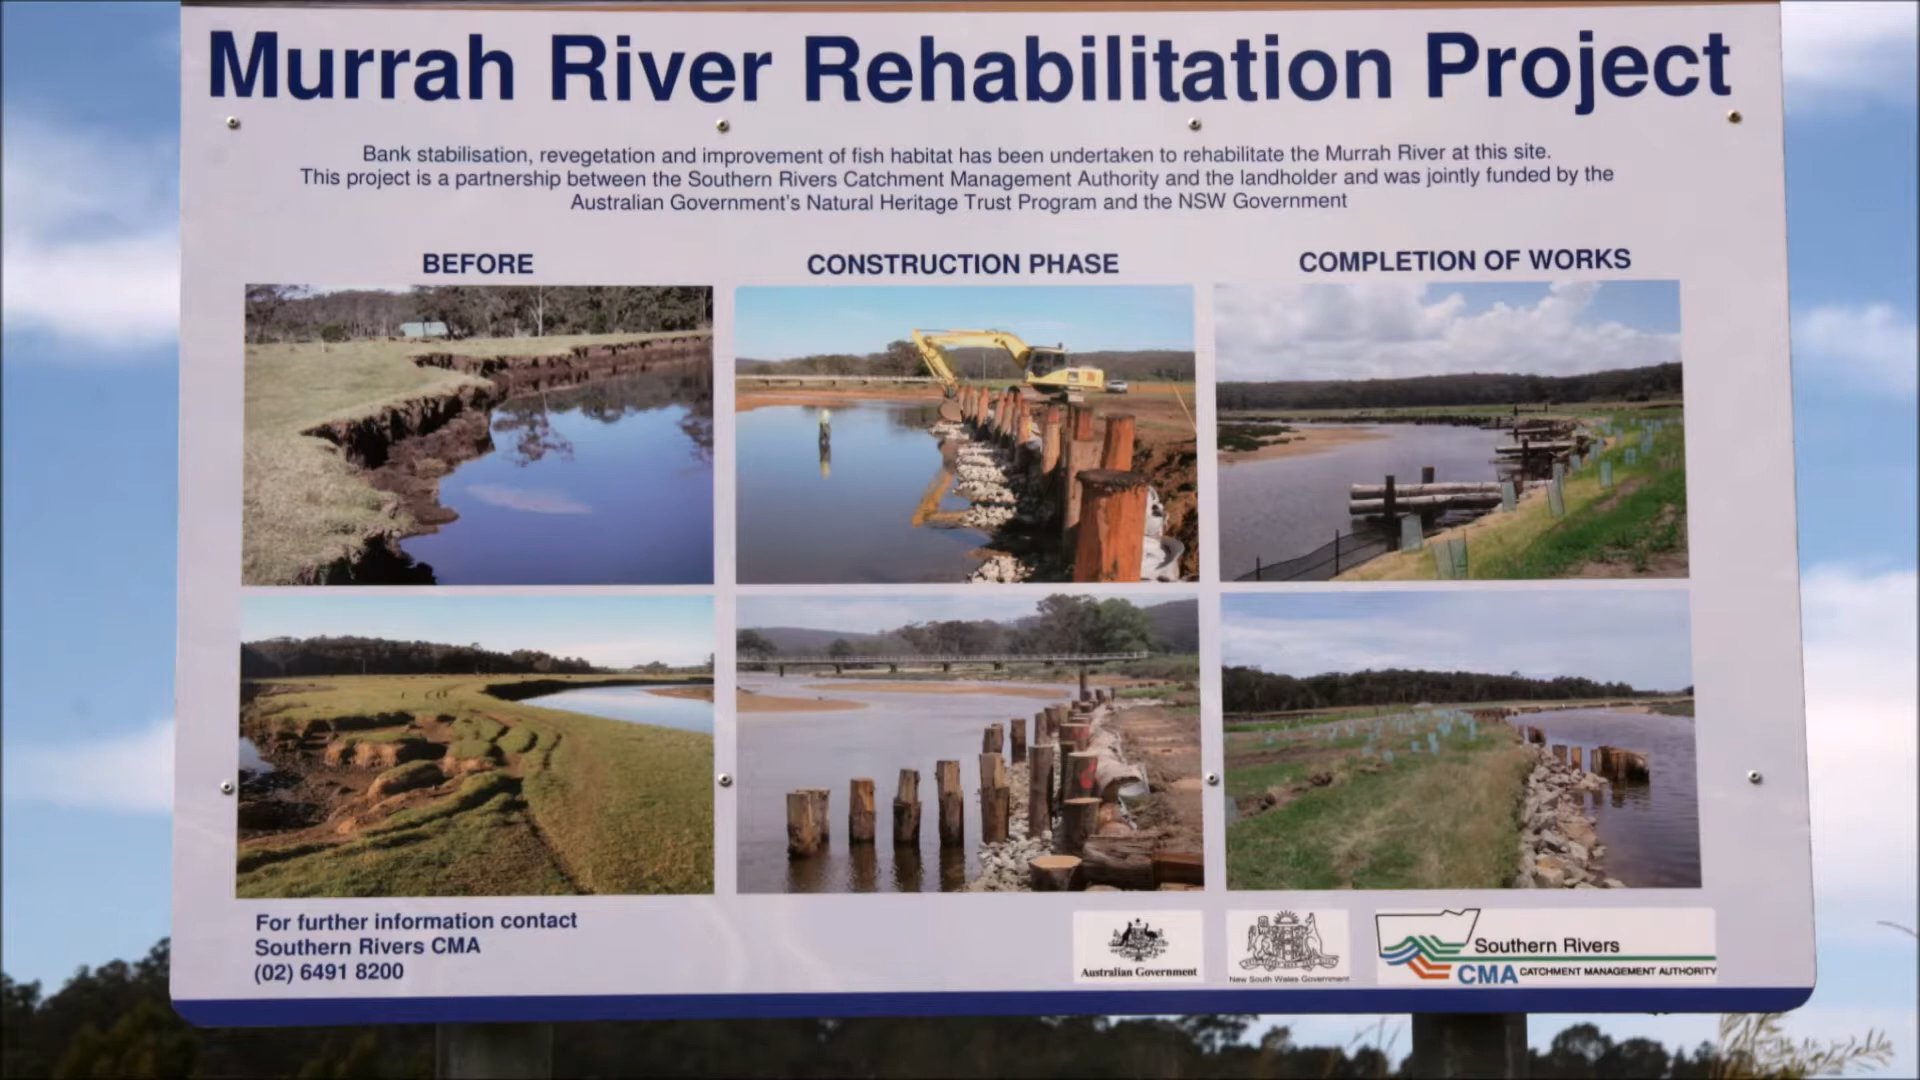 Murrah River Rehabilitation Project
Bank stabilisation, revegetation and improvement of fish habitat has been undertaken to rehabilitate the Murrah River at this site.
This project is a partnership between the Southern Rivers Catchment Management Authority and the landholder and was jointly funded by the
Australian Government's Natural Heritage Trust Program and the NSW Government
BEFORE
CONSTRUCTION PHASE
COMPLETION OF WORKS
For further information contact
Southern Rivers CMA
(02) 6491 8200
Australian Government
New South Wales Government
Southern Rivers
CMA CATCHMENT MANAGEMENT AUTHORITY